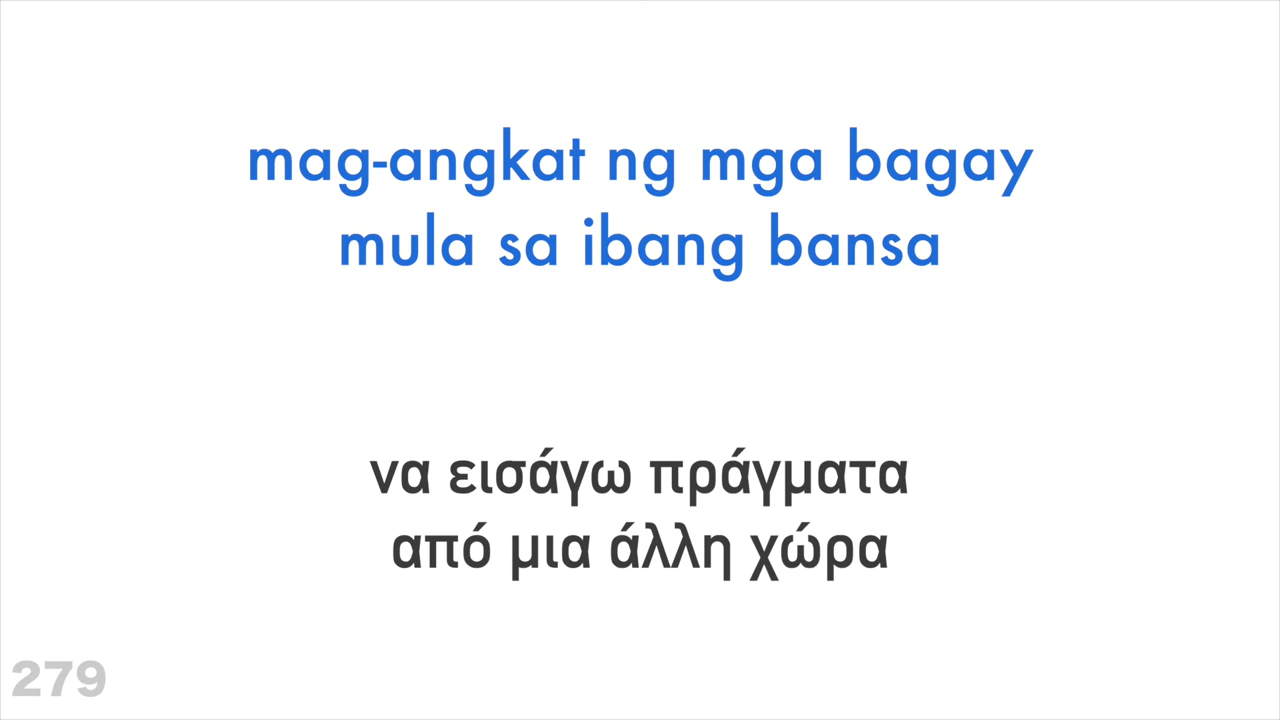 mag-angkat ng mga bagay
mula sa ibang bansa
να εισάγω πράγματα
από μια άλλη χώρα
279